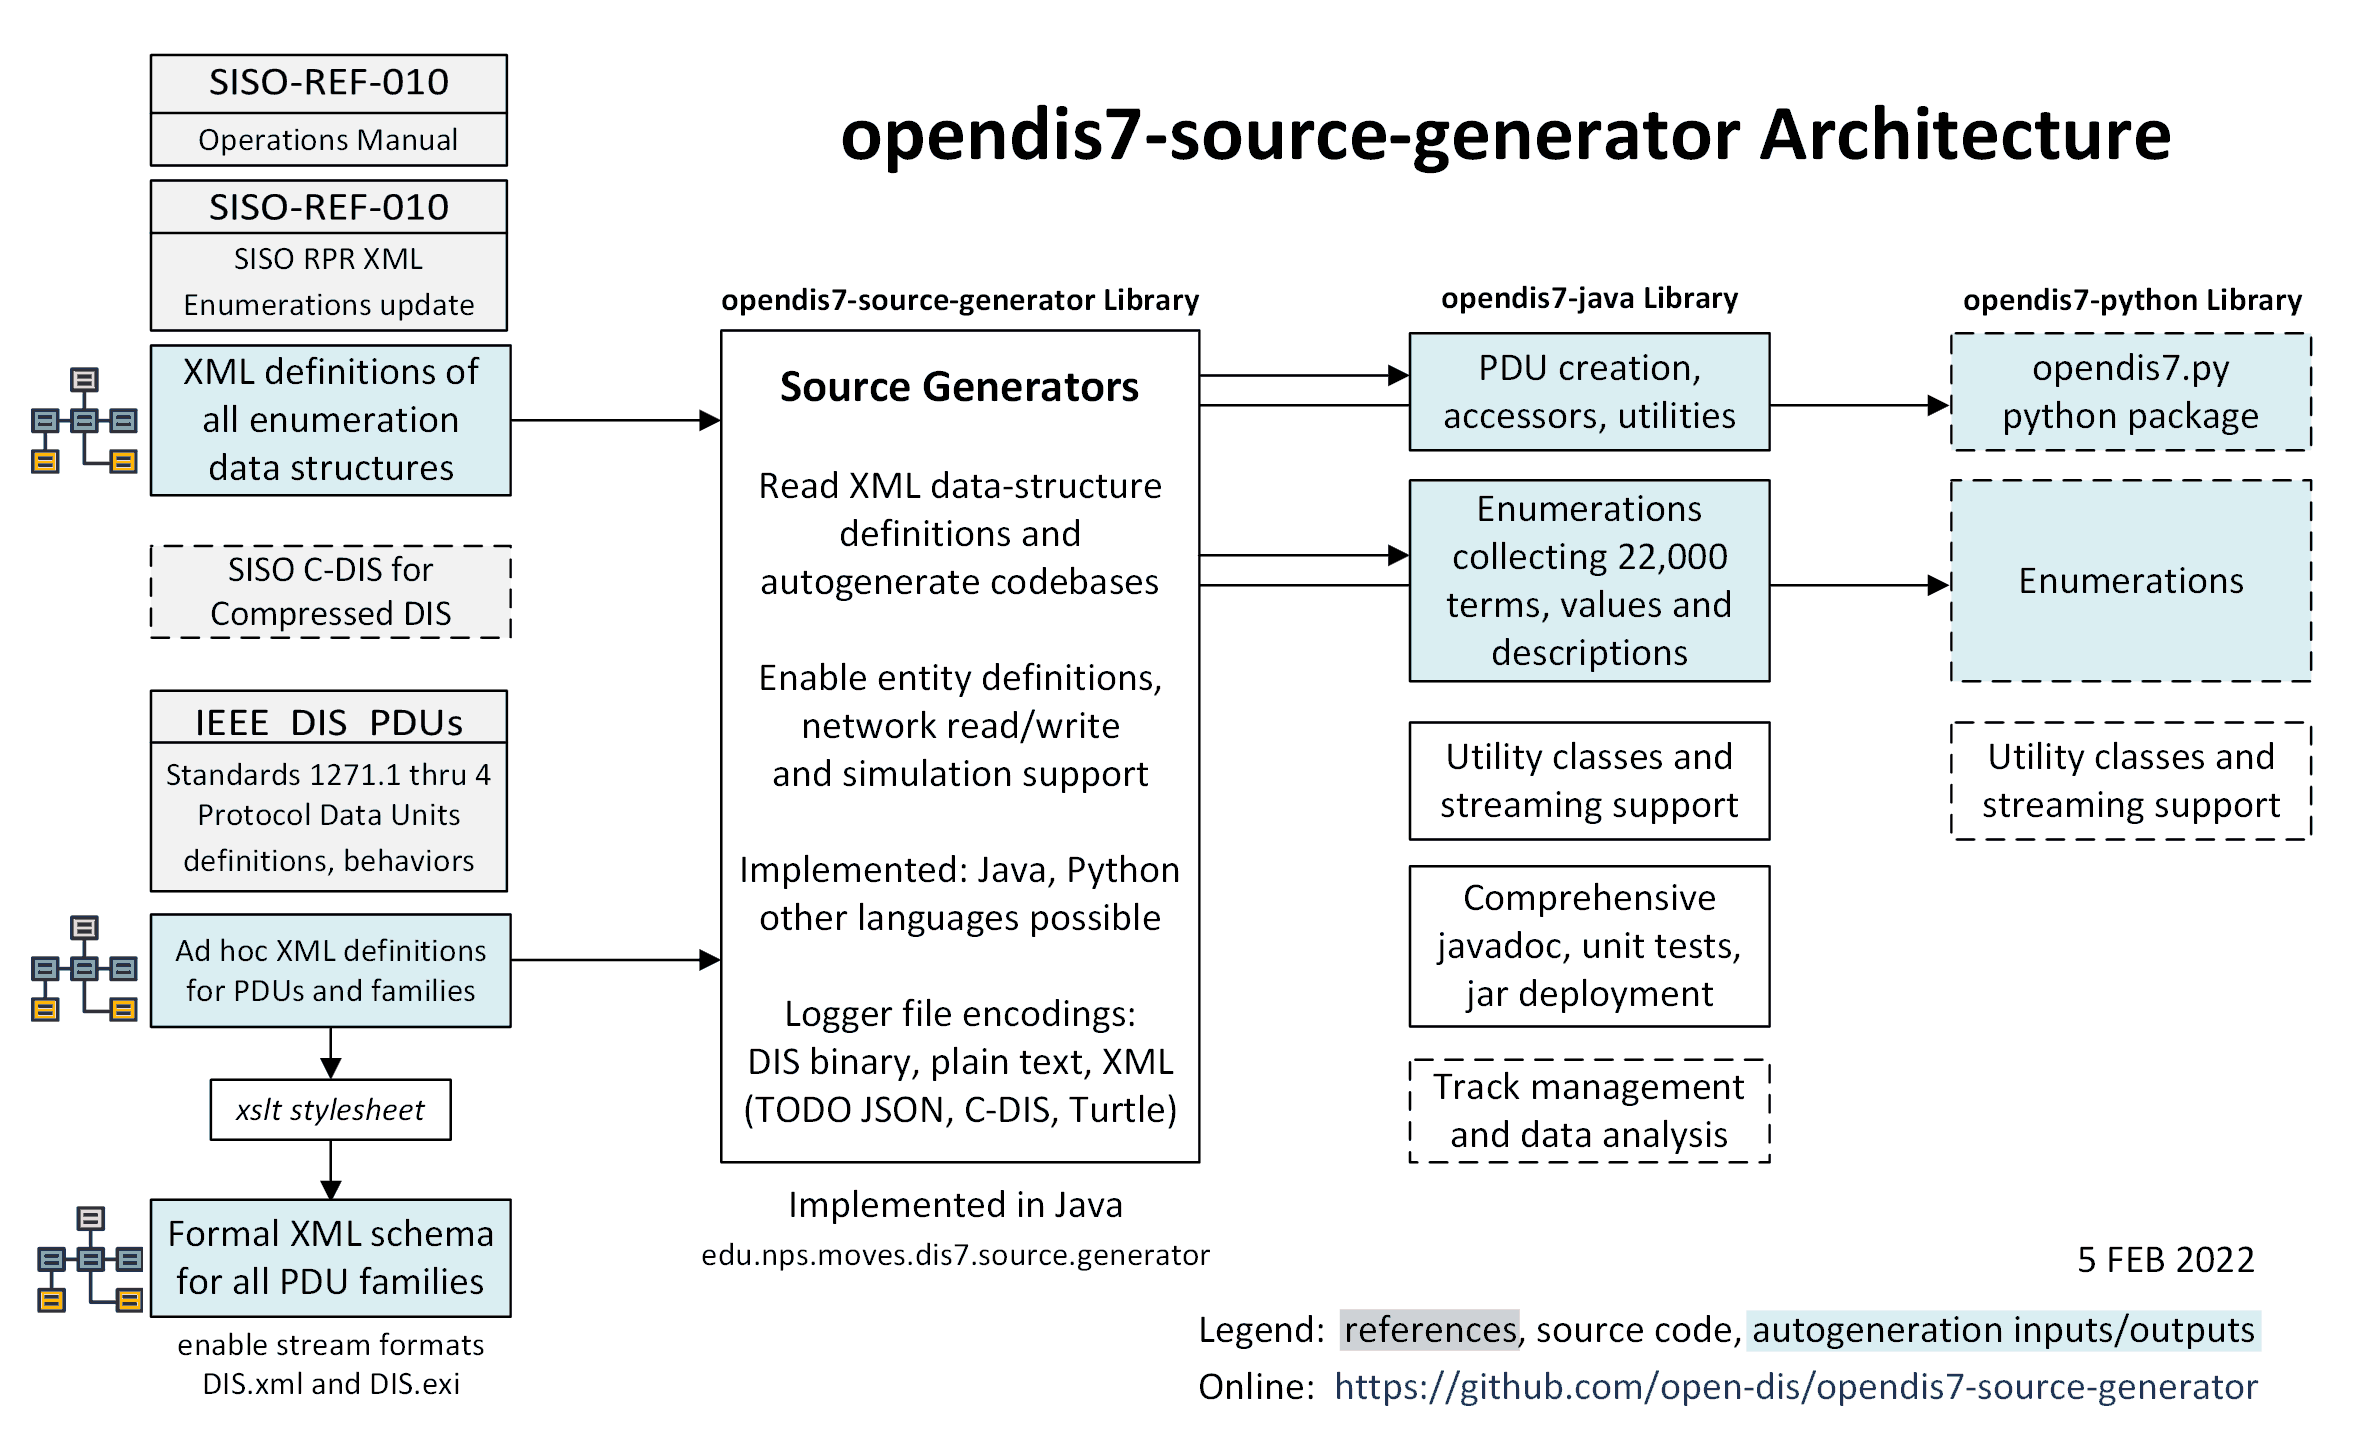 opendis7-source-generator Architecture
SISO-REF-010
Operations Manual
SISO-REF-010
SISO RPR XML
Enumerations update
XML definitions of
all enumeration
data structures
SISO C-DIS for
Compressed DIS
IEEE DIS PDUs
Standards 1271.1 thru 4
Protocol Data Units
definitions, behaviors
Ad hoc XML definitions
for PDUs and families
xslt stylesheet
Formal XML schema
for all PDU families
enable stream formats
DIS.xml and DIS.exi
opendis7-source-generator Library
Source Generators
Read XML data-structure
definitions and
autogenerate codebases
Enable entity definitions,
network read/write
and simulation support
Implemented: Java, Python
other languages possible
Logger file encodings:
DIS binary, plain text, XML
(TODO JSON, C-DIS, Turtle)
Implemented in Java
edu.nps.moves.dis7.source.generator
opendis7-java Library
PDU creation,
accessors, utilities
Enumerations
collecting 22,000
terms, values and
descriptions
Utility classes and
streaming support
Comprehensive
javadoc, unit tests,
jar deployment
Track management
and data analysis
opendis7-python Library
opendis7.py
python package
Enumerations
Utility classes and
streaming support
5 FEB 2022
Legend: references, source code, autogeneration inputs/outputs
Online: https://github.com/open-dis/opendis7-source-generator